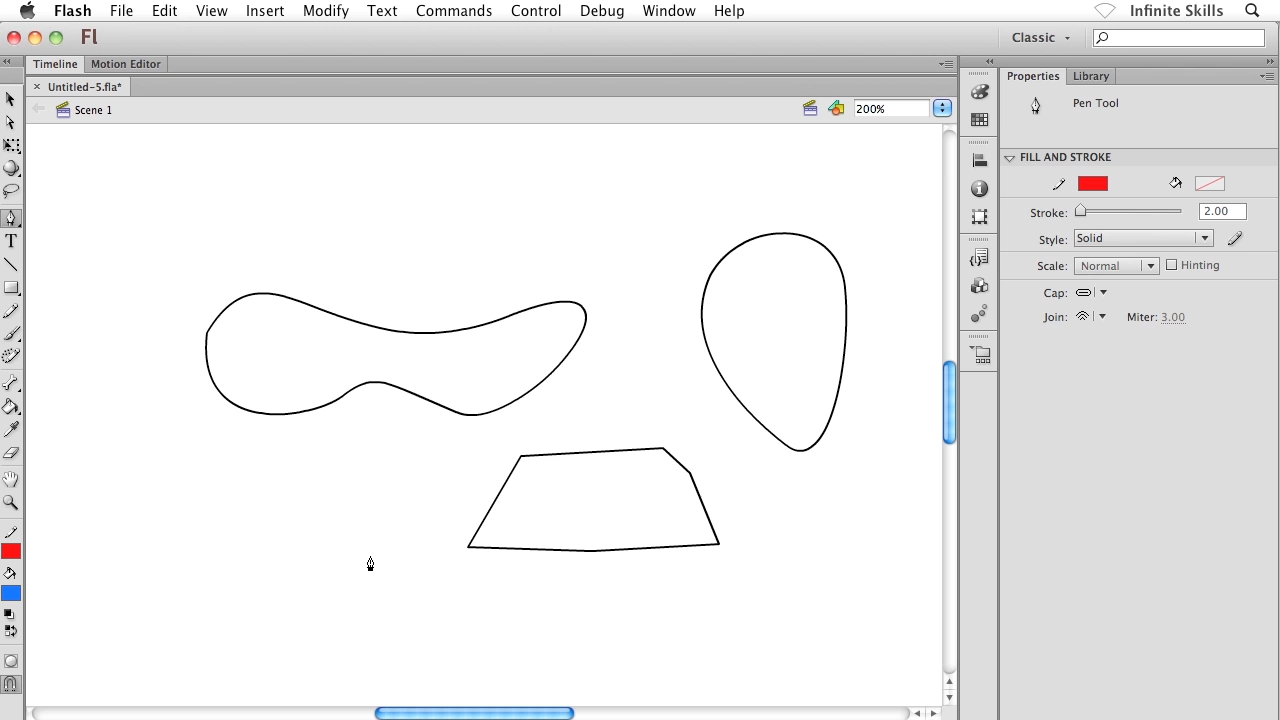 Flash File Edit View Insert Modify Text Commands Control Debug Window Help Infinite Skills
Fl Classic
Timeline Motion Editor
Untitled-5.fla*
Scene 1 200%
Properties Library
Pen Tool
FILL AND STROKE
Stroke: 2.00
Style: Solid
Scale: Normal Hinting
Cap:
Join: Miter: 3.00
T